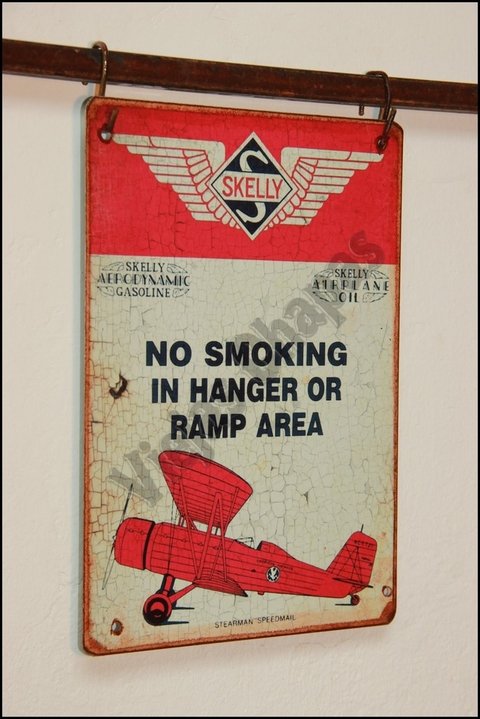 S
SKELLY
SKELLY
AERODYNAMIC
GASOLINE
SKELLY
AIRPLANE
OIL
NO SMOKING
IN HANGER OR
RAMP AREA
STEARMAN "SPEEDMAIL